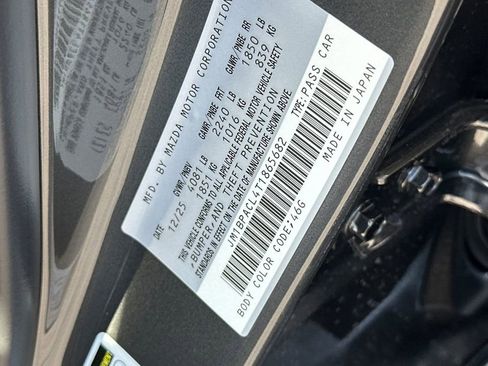 MFD. BY MAZDA MOTOR CORPORATION
GVWR/PNBV GAWR/PNBE FRT GAWR/PNBE RR
12/25 4081 LB 2240 LB 1850 LB
1851 KG 1016 KG 839 KG
THIS VEHICLE CONFORMS TO ALL APPLICABLE FEDERAL MOTOR VEHICLE SAFETY
, BUMPER, AND THEFT PREVENTION
STANDARDS IN EFFECT ON THE DATE OF MANUFACTURE SHOWN ABOVE.
JM1BPACL4T1865682 TYPE:PASS CAR
BODY COLOR CODE:46G MADE IN JAPAN